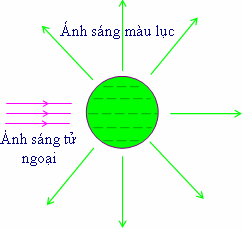 Ánh sáng màu lục
Ánh sáng tử
ngoại